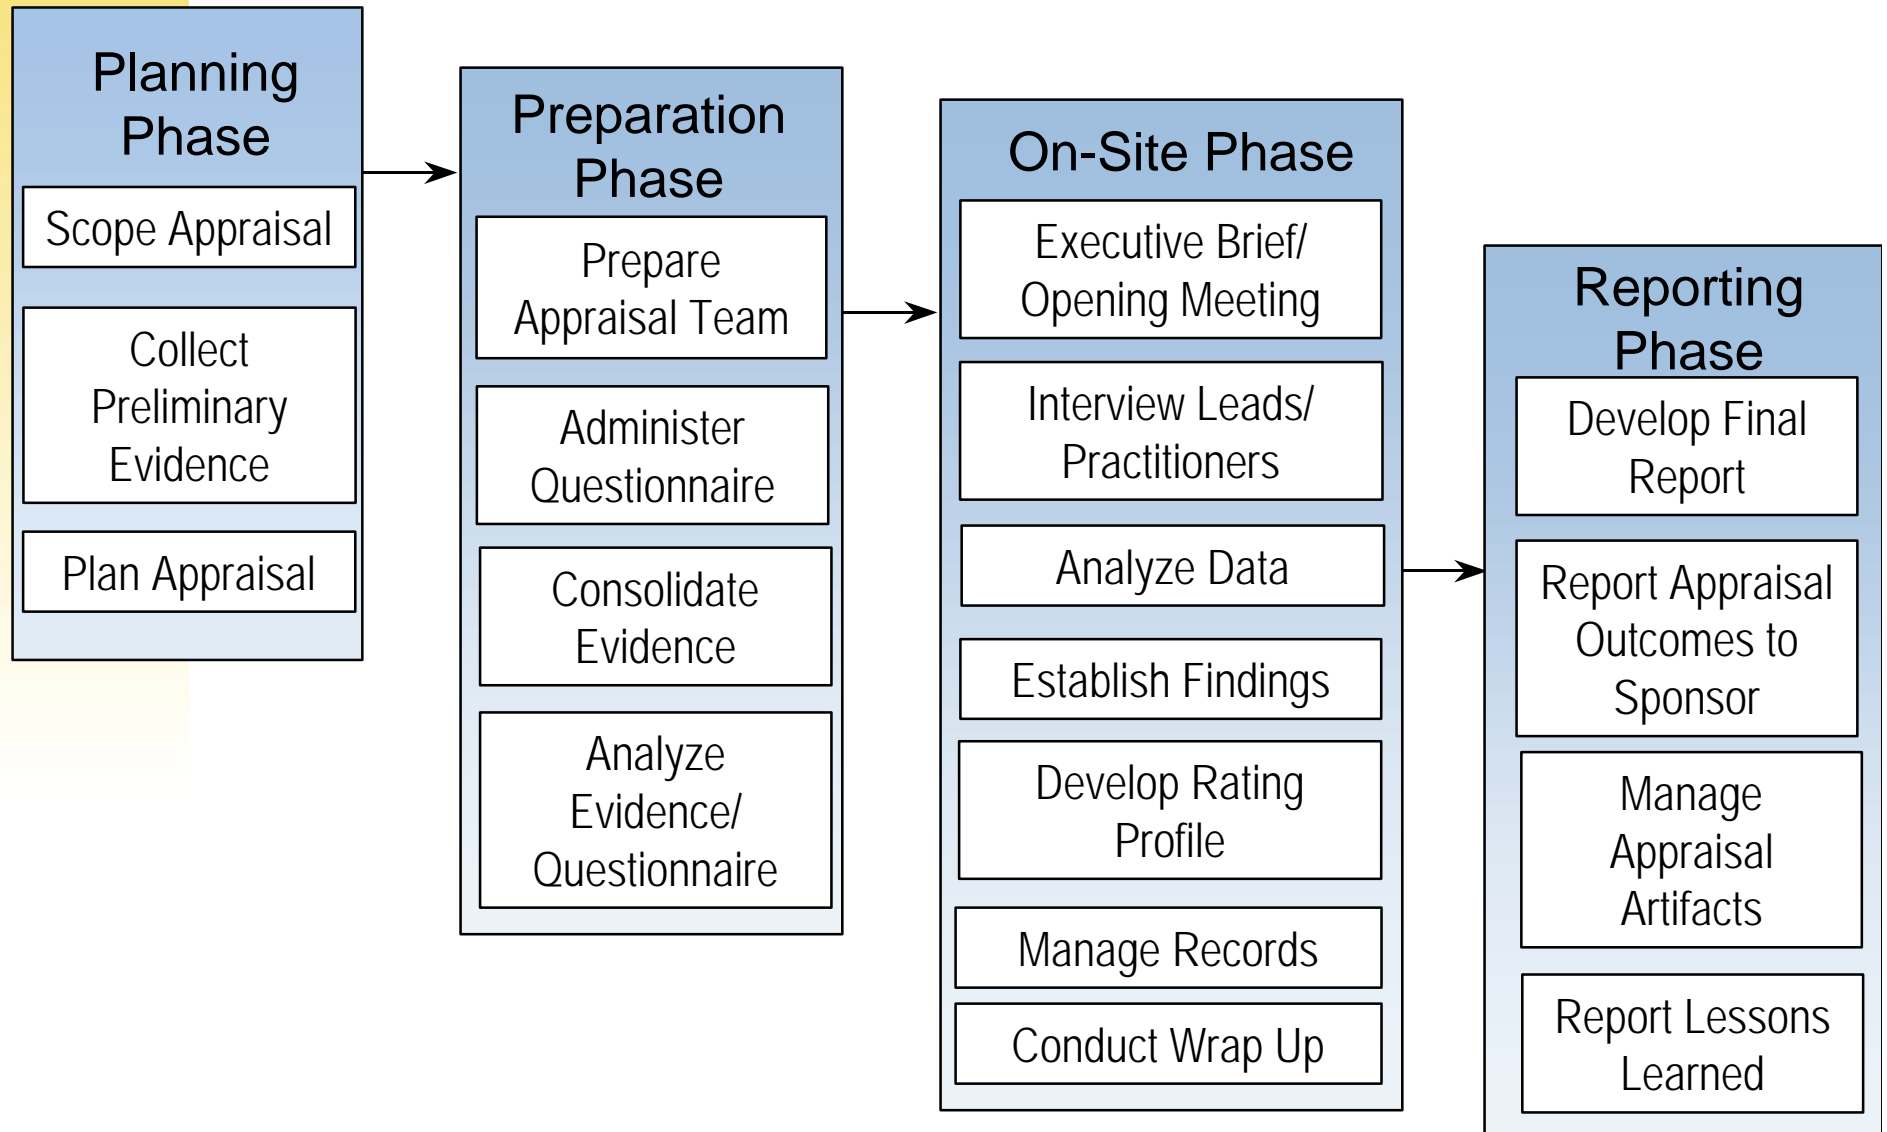 Planning
Phase
Scope Appraisal
Collect
Preliminary
Evidence
Plan Appraisal
Preparation
Phase
Prepare
Appraisal Team
Administer
Questionnaire
Consolidate
Evidence
Analyze
Evidence/
Questionnaire
On-Site Phase
Executive Brief/
Opening Meeting
Interview Leads/
Practitioners
Analyze Data
Establish Findings
Develop Rating
Profile
Manage Records
Conduct Wrap Up
Reporting
Phase
Develop Final
Report
Report Appraisal
Outcomes to
Sponsor
Manage
Appraisal
Artifacts
Report Lessons
Learned